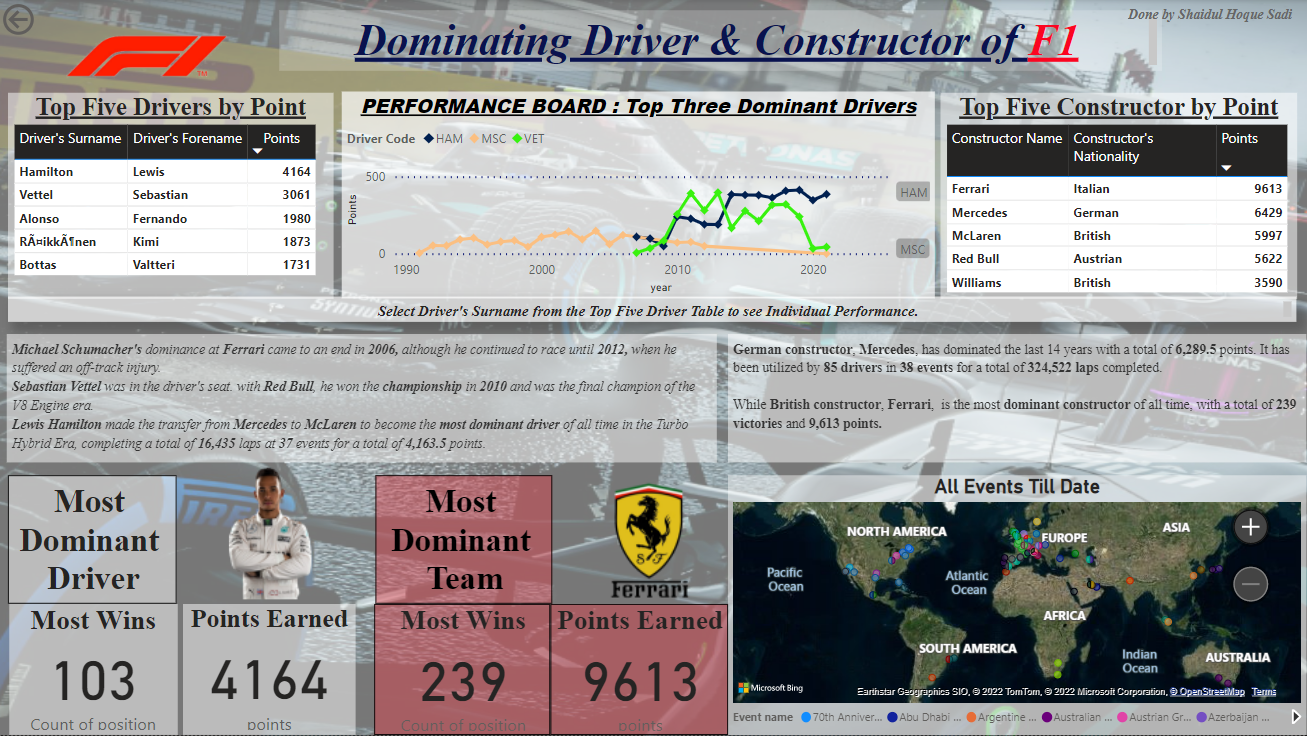 Done by Shaidul Hoque Sadi
Dominating Driver & Constructor of F1
TM
Top Five Drivers by Point
Driver's Surname Driver's Forename Points
Hamilton Lewis 4164
Vettel Sebastian 3061
Alonso Fernando 1980
RÃ¤ikkÃ¶nen Kimi 1873
Bottas Valtteri 1731
PERFORMANCE BOARD : Top Three Dominant Drivers
Driver Code HAM MSC VET
500
Points
0
HAM
MSC
1990 2000 2010 2020
year
Top Five Constructor by Point
Constructor Name Constructor's Nationality Points
Ferrari Italian 9613
Mercedes German 6429
McLaren British 5997
Red Bull Austrian 5622
Williams British 3590
Select Driver's Surname from the Top Five Driver Table to see Individual Performance.
Michael Schumacher's dominance at Ferrari came to an end in 2006, although he continued to race until 2012, when he
suffered an off-track injury.
Sebastian Vettel was in the driver's seat. with Red Bull, he won the championship in 2010 and was the final champion of the
V8 Engine era.
Lewis Hamilton made the transfer from Mercedes to McLaren to become the most dominant driver of all time in the Turbo
Hybrid Era, completing a total of 16,435 laps at 37 events for a total of 4,163.5 points.
German constructor, Mercedes, has dominated the last 14 years with a total of 6,289.5 points. It has
been utilized by 85 drivers in 38 events for a total of 324,522 laps completed.
While British constructor, Ferrari, is the most dominant constructor of all time, with a total of 239
victories and 9,613 points.
Most
Dominant
Driver
Most
Dominant
Team
S F
Ferrari
Most Wins
103
Count of position
Points Earned
4164
points
Most Wins
239
Count of position
Points Earned
9613
points
All Events Till Date
NORTH AMERICA
EUROPE
ASIA
Pacific
Ocean
Atlantic
Ocean
AFRICA
SOUTH AMERICA
Indian
Ocean
AUSTRALIA
Microsoft Bing
Earthstar Geographics SIO, © 2022 TomTom, © 2022 Microsoft Corporation, © OpenStreetMap Terms
Event name 70th Anniver... Abu Dhabi ... Argentine ... Australian ... Austrian Gr... Azerbaijan ...